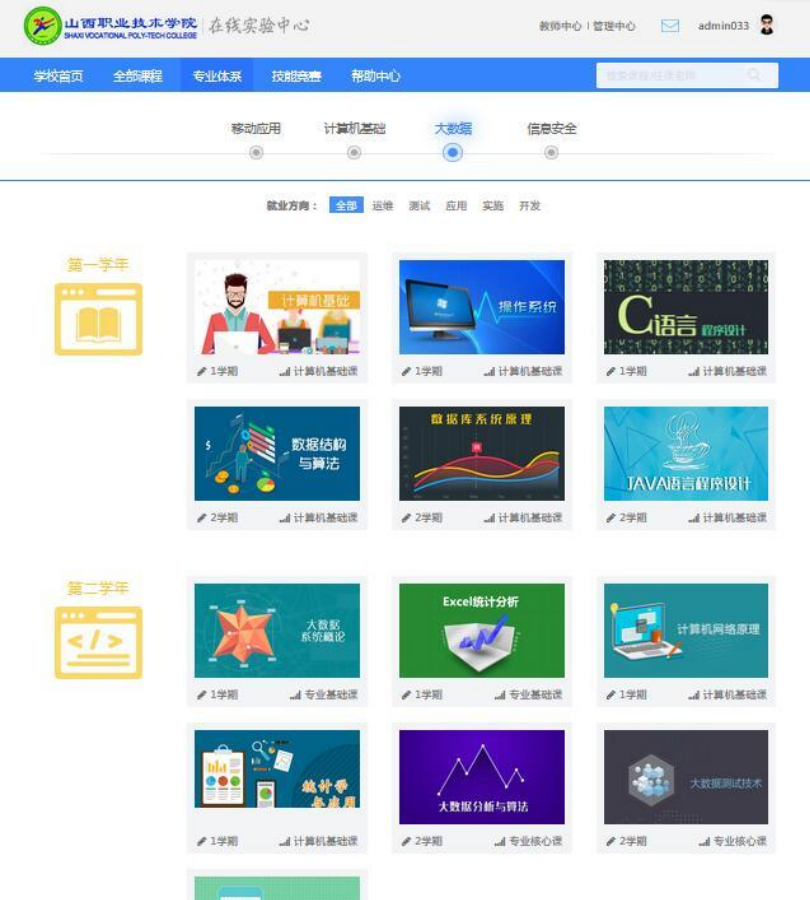 山西职业技术学院 在线实验中心
SHAXI VOCATIONAL POLY-TECH COLLEGE
教师中心 | 管理中心 admin033
学校首页 全部课程 专业体系 技能竞赛 帮助中心
移动应用 计算机基础 大数据 信息安全
就业方向： 全部 运维 测试 应用 实施 开发
第一学年
计算机基础
操作系统
C语言 程序设计
1学期 计算机基础课
1学期 计算机基础课
1学期 计算机基础课
数据结构
与算法
数据库系统原理
JAVA语言程序设计
2学期 计算机基础课
2学期 计算机基础课
2学期 计算机基础课
第二学年
</>
大数据
系统概论
Excel统计分析
计算机网络原理
1学期 专业基础课
1学期 专业基础课
1学期 计算机基础课
统计学
与应用
大数据分析与算法
大数据测试技术
1学期 计算机基础课
2学期 专业核心课
2学期 专业核心课